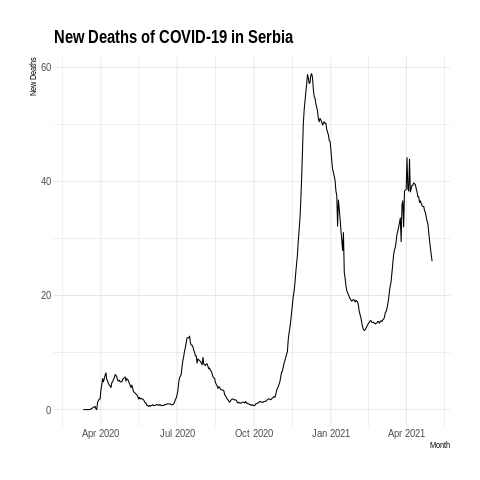 New Deaths of COVID-19 in Serbia
New Deaths
60
40
20
0
Apr 2020 Jul 2020 Oct 2020 Jan 2021 Apr 2021
Month